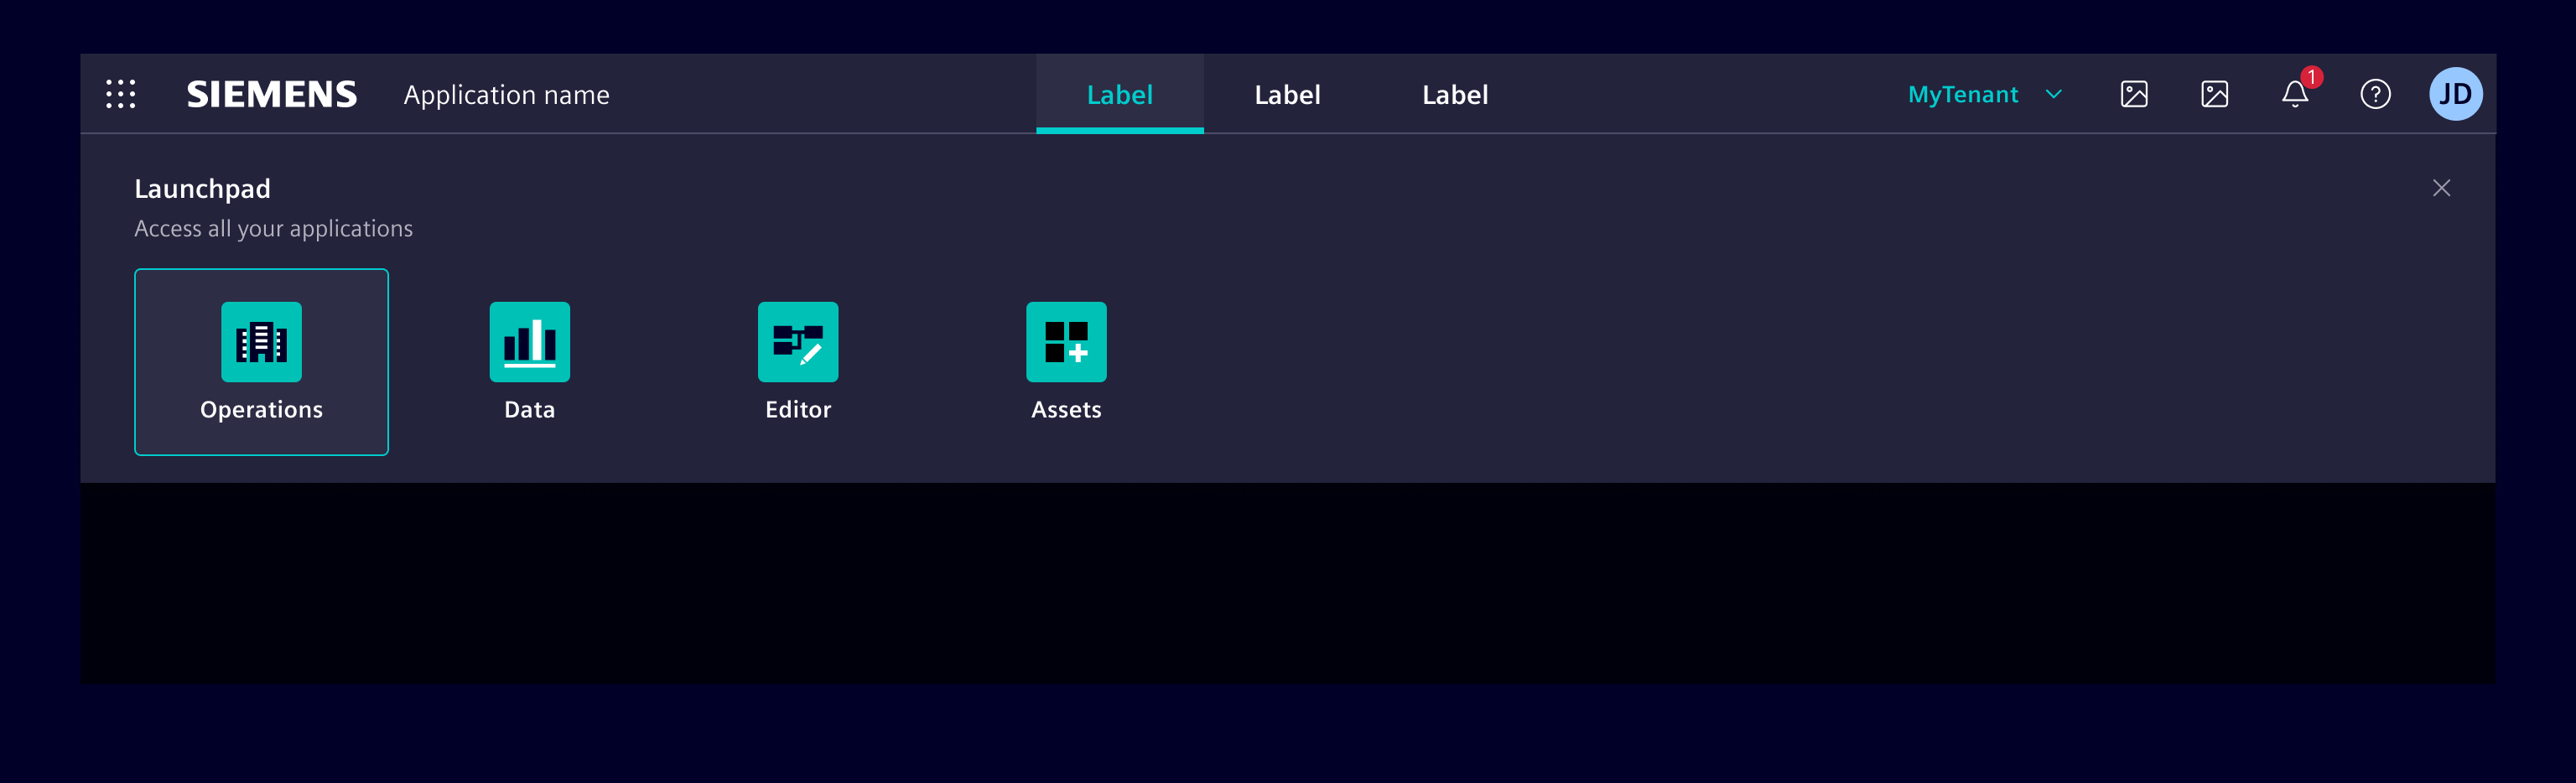 SIEMENS Application name Label Label Label MyTenant 1 ? JD
Launchpad
Access all your applications
Operations Data Editor Assets